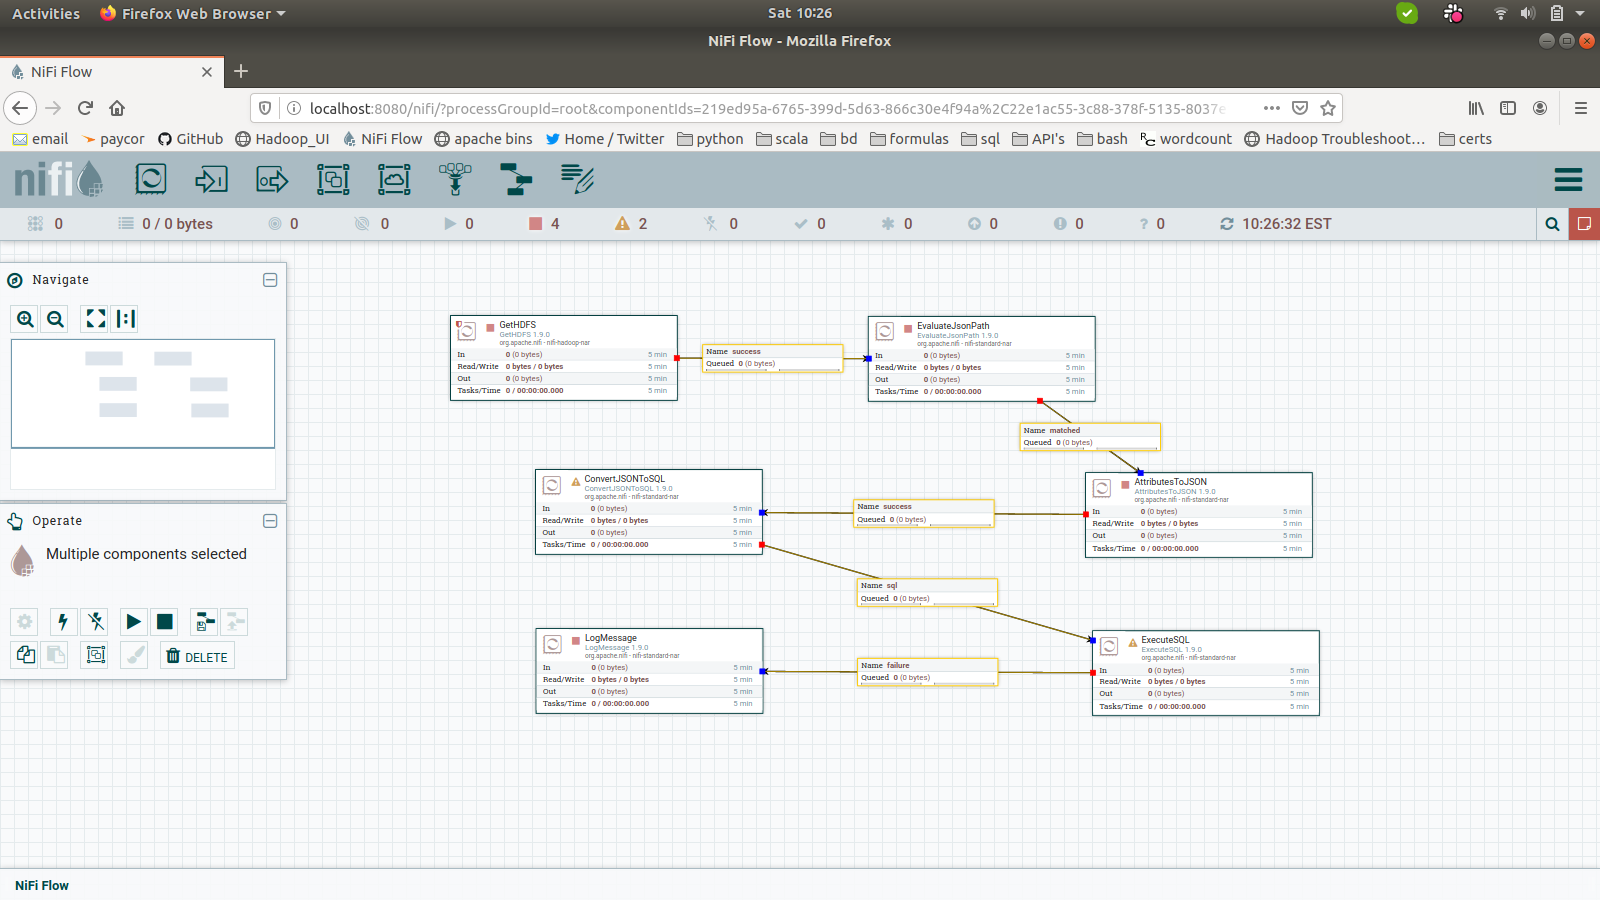 Activities Firefox Web Browser Sat 10:26
NiFi Flow - Mozilla Firefox
NiFi Flow
localhost:8080/nifi/?processGroupId=root&componentIds=219ed95a-6765-399d-5d63-866c30e4f94a%2C22e1ac55-3c88-378f-5135-8037e
email paycor GitHub Hadoop_UI NiFi Flow apache bins Home / Twitter python scala bd formulas sql API's bash wordcount Hadoop Troubleshoot… certs
nifi
0 0 / 0 bytes 0 0 0 4 2 0 0 0 0 0 ? 0 10:26:32 EST
Navigate
Operate
Multiple components selected
DELETE
GetHDFS
GetHDFS 1.9.0
org.apache.nifi - nifi-hadoop-nar
In 0 (0 bytes) 5 min
Read/Write 0 bytes / 0 bytes 5 min
Out 0 (0 bytes) 5 min
Tasks/Time 0 / 00:00:00.000 5 min
Name success
Queued 0 (0 bytes)
EvaluateJsonPath
EvaluateJsonPath 1.9.0
org.apache.nifi - nifi-standard-nar
In 0 (0 bytes) 5 min
Read/Write 0 bytes / 0 bytes 5 min
Out 0 (0 bytes) 5 min
Tasks/Time 0 / 00:00:00.000 5 min
Name matched
Queued 0 (0 bytes)
ConvertJSONToSQL
ConvertJSONToSQL 1.9.0
org.apache.nifi - nifi-standard-nar
In 0 (0 bytes) 5 min
Read/Write 0 bytes / 0 bytes 5 min
Out 0 (0 bytes) 5 min
Tasks/Time 0 / 00:00:00.000 5 min
Name success
Queued 0 (0 bytes)
AttributesToJSON
AttributesToJSON 1.9.0
org.apache.nifi - nifi-standard-nar
In 0 (0 bytes) 5 min
Read/Write 0 bytes / 0 bytes 5 min
Out 0 (0 bytes) 5 min
Tasks/Time 0 / 00:00:00.000 5 min
Name sql
Queued 0 (0 bytes)
LogMessage
LogMessage 1.9.0
org.apache.nifi - nifi-standard-nar
In 0 (0 bytes) 5 min
Read/Write 0 bytes / 0 bytes 5 min
Out 0 (0 bytes) 5 min
Tasks/Time 0 / 00:00:00.000 5 min
Name failure
Queued 0 (0 bytes)
ExecuteSQL
ExecuteSQL 1.9.0
org.apache.nifi - nifi-standard-nar
In 0 (0 bytes) 5 min
Read/Write 0 bytes / 0 bytes 5 min
Out 0 (0 bytes) 5 min
Tasks/Time 0 / 00:00:00.000 5 min
NiFi Flow